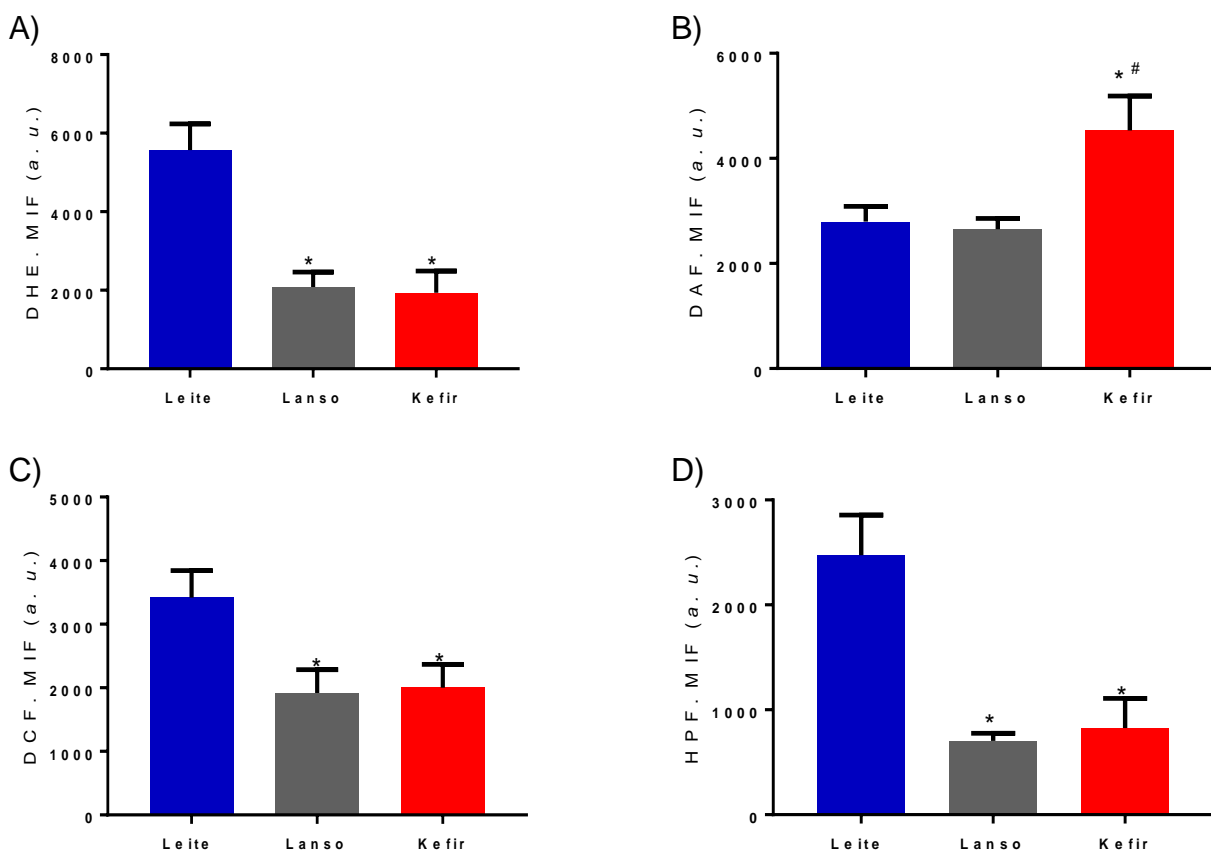 A)
DHE. MIF (a. u.)
8000
6000
4000
2000
0
Leite Lanso Kefir
* *
B)
DAF. MIF (a. u.)
6000
4000
2000
0
Leite Lanso Kefir
* #
C)
DCF. MIF (a. u.)
5000
4000
3000
2000
1000
0
Leite Lanso Kefir
* *
D)
HPF. MIF (a. u.)
3000
2000
1000
0
Leite Lanso Kefir
* *